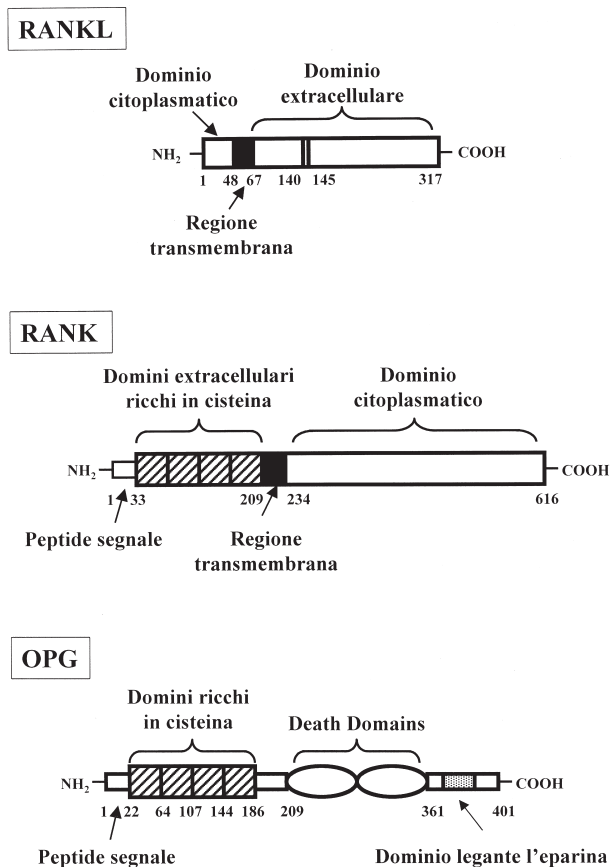 RANKL
Dominio
citoplasmatico
Dominio
extracellulare
NH2
COOH
1 48 67 140 145 317
Regione
transmembrana
RANK
Domini extracellulari
ricchi in cisteina
Dominio
citoplasmatico
NH2
COOH
1 33 209 234 616
Peptide segnale
Regione
transmembrana
OPG
Domini ricchi
in cisteina
Death Domains
NH2
COOH
1 22 64 107 144 186 209 361 401
Peptide segnale
Dominio legante l'eparina